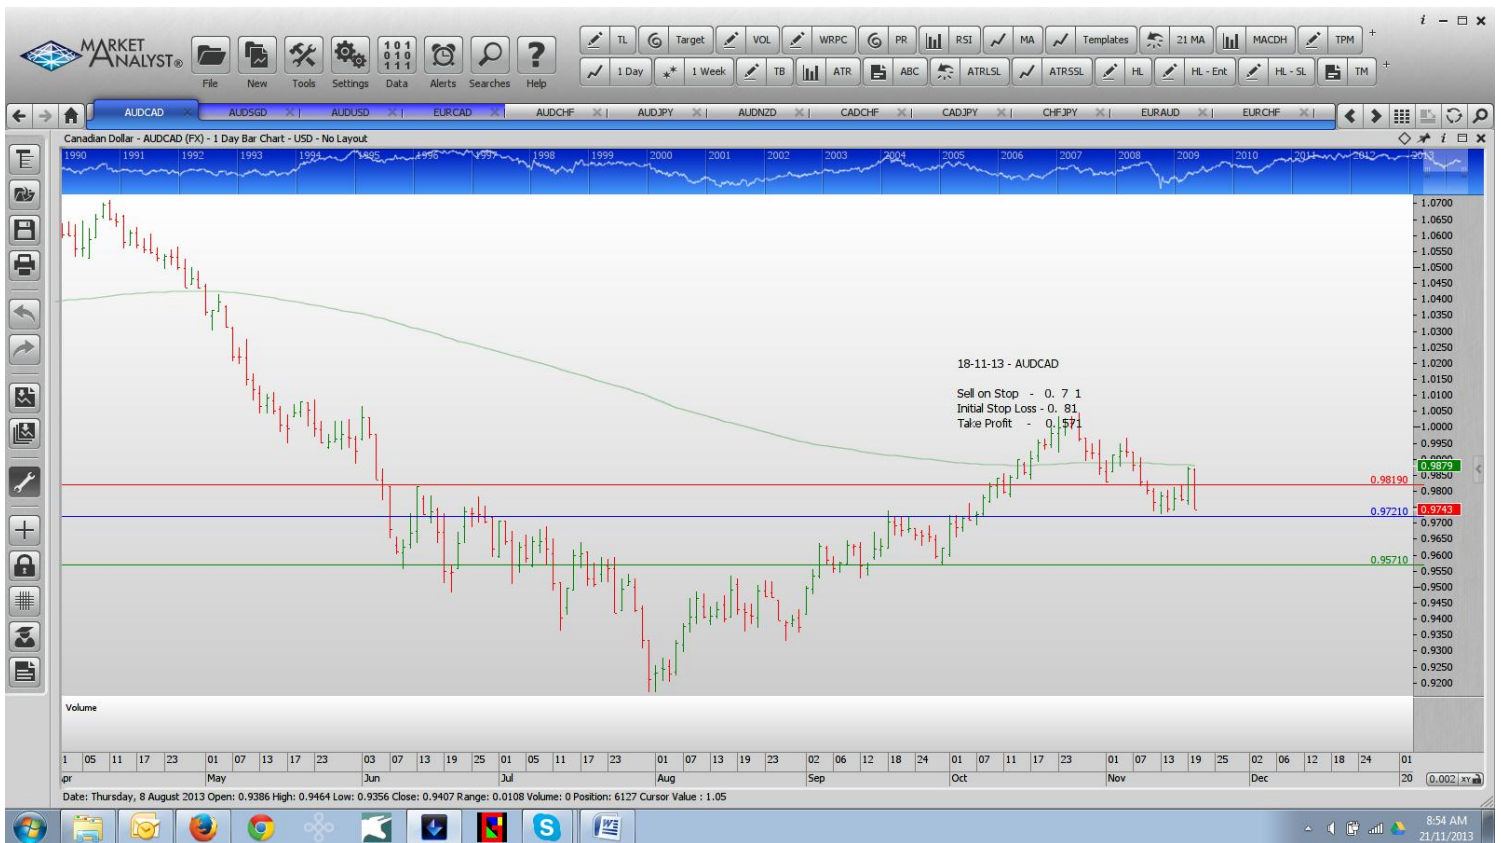 MARKET ANALYST®
File New Tools Settings Data Alerts Searches Help
TL Target VOL WRPC PR RSI MA Templates 21 MA MACDH TPM +
1 Day 1 Week TB ATR ABC ATRLSL ATRSSL HL HL - Ent HL - SL TM +
AUDCAD AUDSGD AUDUSD EURCAD AUDCHF AUDJPY AUDNZD CADCHF CADJPY CHFJPY EURAUD EURCHF
Canadian Dollar - AUDCAD (FX) - 1 Day Bar Chart - USD - No Layout
1990 1991 1992 1993 1994 1995 1996 1997 1998 1999 2000 2001 2002 2003 2004 2005 2006 2007 2008 2009 2010 2011 2012 2013
1.0700
1.0650
1.0600
1.0550
1.0500
1.0450
1.0400
1.0350
1.0300
1.0250
1.0200
1.0150
1.0100
1.0050
1.0000
0.9950
0.9900
0.9879
0.9850
0.9800
0.9743
0.9700
0.9650
0.9600
0.9550
0.9500
0.9450
0.9400
0.9350
0.9300
0.9250
0.9200
18-11-13 - AUDCAD
Sell on Stop - 0. 7 1
Initial Stop Loss - 0. 81
Take Profit - 0. 571
0.98190
0.97210
0.95710
Volume
1 05 11 17 23 01 07 13 17 23 03 07 13 19 25 01 05 11 17 23 01 07 13 19 23 02 06 12 18 24 01 07 11 17 23 01 07 13 19 25 02 06 12 18 24 01
Apr May Jun Jul Aug Sep Oct Nov Dec 20
0.002 XY
Date: Thursday, 8 August 2013 Open: 0.9386 High: 0.9464 Low: 0.9356 Close: 0.9407 Range: 0.0108 Volume: 0 Position: 6127 Cursor Value : 1.05
8:54 AM
21/11/2013